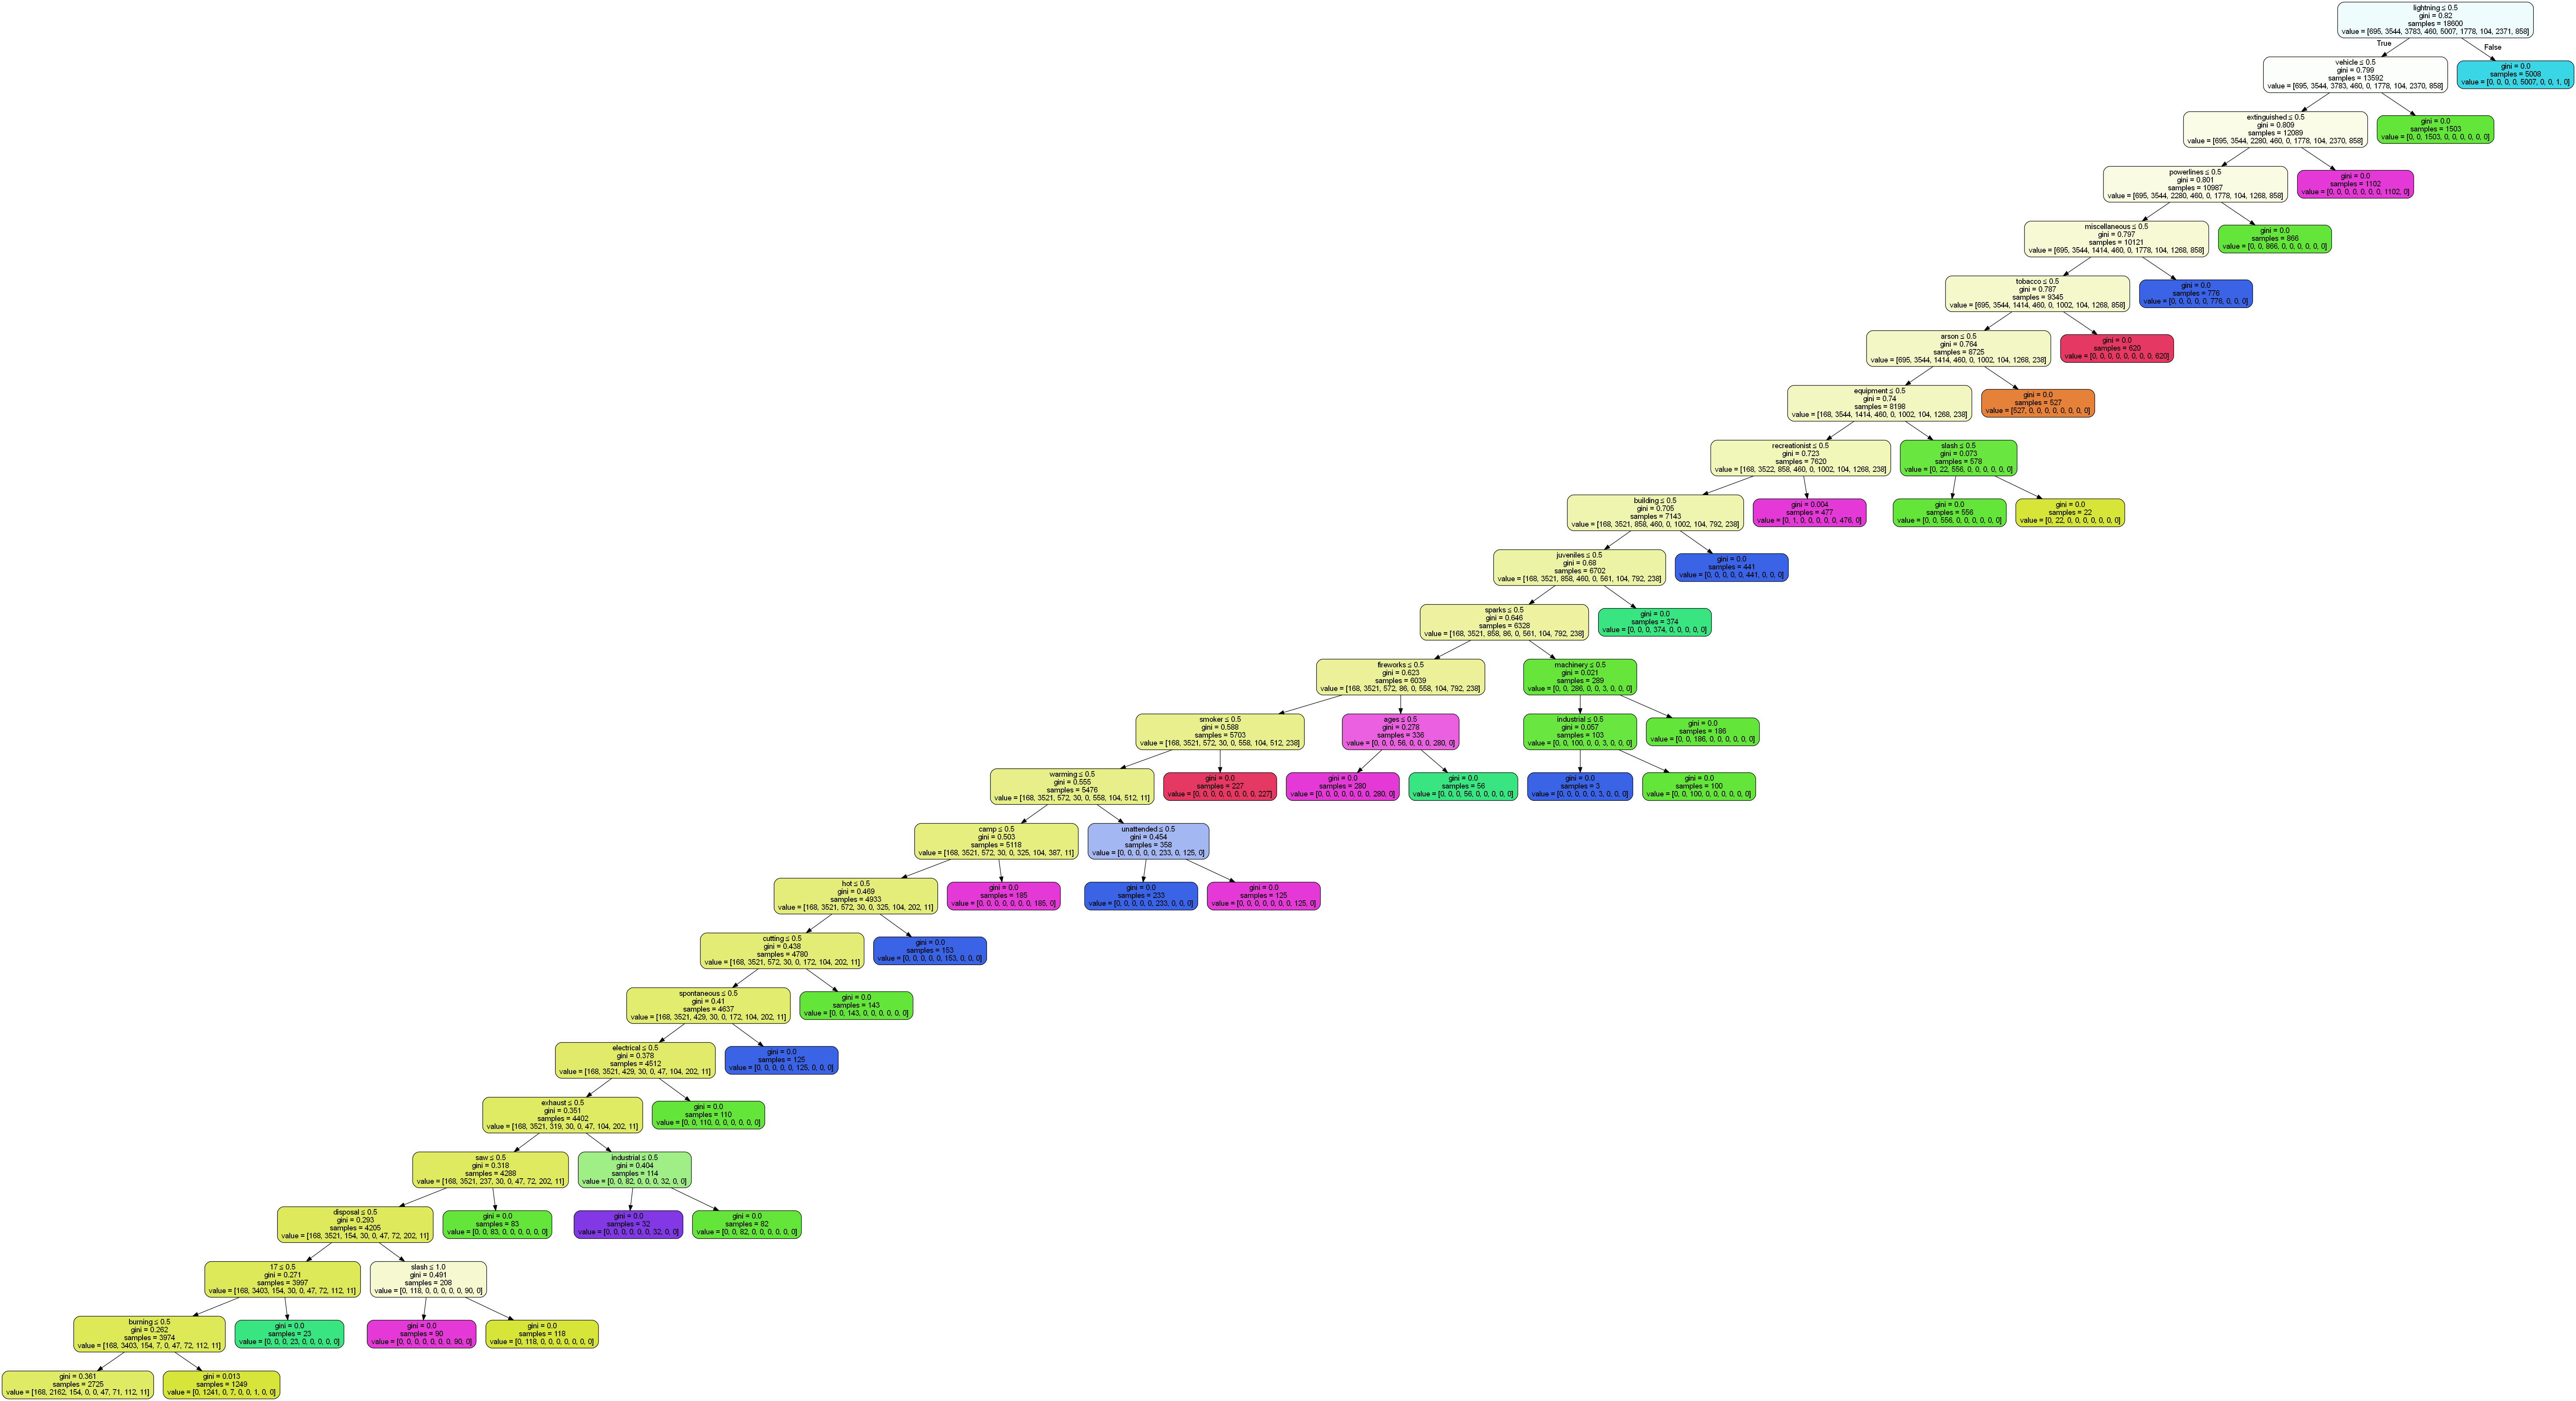 lightning ≤ 0.5
gini = 0.82
samples = 18600
value = [695, 3544, 3783, 460, 5007, 1778, 104, 2371, 858]
True
False
vehicle ≤ 0.5
gini = 0.799
samples = 13592
value = [695, 3544, 3783, 460, 0, 1778, 104, 2370, 858]
gini = 0.0
samples = 5008
value = [0, 0, 0, 0, 5007, 0, 0, 1, 0]
extinguished ≤ 0.5
gini = 0.809
samples = 12089
value = [695, 3544, 2280, 460, 0, 1778, 104, 2370, 858]
gini = 0.0
samples = 1503
value = [0, 0, 1503, 0, 0, 0, 0, 0, 0]
powerlines ≤ 0.5
gini = 0.801
samples = 10987
value = [695, 3544, 2280, 460, 0, 1778, 104, 1268, 858]
gini = 0.0
samples = 1102
value = [0, 0, 0, 0, 0, 0, 0, 1102, 0]
miscellaneous ≤ 0.5
gini = 0.797
samples = 10121
value = [695, 3544, 1414, 460, 0, 1778, 104, 1268, 858]
gini = 0.0
samples = 866
value = [0, 0, 866, 0, 0, 0, 0, 0, 0]
tobacco ≤ 0.5
gini = 0.787
samples = 9345
value = [695, 3544, 1414, 460, 0, 1002, 104, 1268, 858]
gini = 0.0
samples = 776
value = [0, 0, 0, 0, 0, 776, 0, 0, 0]
arson ≤ 0.5
gini = 0.764
samples = 8725
value = [695, 3544, 1414, 460, 0, 1002, 104, 1268, 238]
gini = 0.0
samples = 620
value = [0, 0, 0, 0, 0, 0, 0, 0, 620]
equipment ≤ 0.5
gini = 0.74
samples = 8198
value = [168, 3544, 1414, 460, 0, 1002, 104, 1268, 238]
gini = 0.0
samples = 527
value = [527, 0, 0, 0, 0, 0, 0, 0, 0]
recreationist ≤ 0.5
gini = 0.723
samples = 7620
value = [168, 3522, 858, 460, 0, 1002, 104, 1268, 238]
slash ≤ 0.5
gini = 0.073
samples = 578
value = [0, 22, 556, 0, 0, 0, 0, 0, 0]
building ≤ 0.5
gini = 0.705
samples = 7143
value = [168, 3521, 858, 460, 0, 1002, 104, 792, 238]
gini = 0.004
samples = 477
value = [0, 1, 0, 0, 0, 0, 0, 476, 0]
gini = 0.0
samples = 556
value = [0, 0, 556, 0, 0, 0, 0, 0, 0]
gini = 0.0
samples = 22
value = [0, 22, 0, 0, 0, 0, 0, 0, 0]
juveniles ≤ 0.5
gini = 0.68
samples = 6702
value = [168, 3521, 858, 460, 0, 561, 104, 792, 238]
gini = 0.0
samples = 441
value = [0, 0, 0, 0, 0, 441, 0, 0, 0]
sparks ≤ 0.5
gini = 0.646
samples = 6328
value = [168, 3521, 858, 86, 0, 561, 104, 792, 238]
gini = 0.0
samples = 374
value = [0, 0, 0, 374, 0, 0, 0, 0, 0]
fireworks ≤ 0.5
gini = 0.623
samples = 6039
value = [168, 3521, 572, 86, 0, 558, 104, 792, 238]
machinery ≤ 0.5
gini = 0.021
samples = 289
value = [0, 0, 286, 0, 0, 3, 0, 0, 0]
smoker ≤ 0.5
gini = 0.588
samples = 5703
value = [168, 3521, 572, 30, 0, 558, 104, 512, 238]
ages ≤ 0.5
gini = 0.278
samples = 336
value = [0, 0, 0, 56, 0, 0, 0, 280, 0]
industrial ≤ 0.5
gini = 0.057
samples = 103
value = [0, 0, 100, 0, 0, 3, 0, 0, 0]
gini = 0.0
samples = 186
value = [0, 0, 186, 0, 0, 0, 0, 0, 0]
warming ≤ 0.5
gini = 0.555
samples = 5476
value = [168, 3521, 572, 30, 0, 558, 104, 512, 11]
gini = 0.0
samples = 227
value = [0, 0, 0, 0, 0, 0, 0, 0, 227]
gini = 0.0
samples = 280
value = [0, 0, 0, 0, 0, 0, 0, 280, 0]
gini = 0.0
samples = 56
value = [0, 0, 0, 56, 0, 0, 0, 0, 0]
gini = 0.0
samples = 3
value = [0, 0, 0, 0, 0, 3, 0, 0, 0]
gini = 0.0
samples = 100
value = [0, 0, 100, 0, 0, 0, 0, 0, 0]
camp ≤ 0.5
gini = 0.503
samples = 5118
value = [168, 3521, 572, 30, 0, 325, 104, 387, 11]
unattended ≤ 0.5
gini = 0.454
samples = 358
value = [0, 0, 0, 0, 0, 233, 0, 125, 0]
hot ≤ 0.5
gini = 0.469
samples = 4933
value = [168, 3521, 572, 30, 0, 325, 104, 202, 11]
gini = 0.0
samples = 185
value = [0, 0, 0, 0, 0, 0, 0, 185, 0]
gini = 0.0
samples = 233
value = [0, 0, 0, 0, 0, 233, 0, 0, 0]
gini = 0.0
samples = 125
value = [0, 0, 0, 0, 0, 0, 0, 125, 0]
cutting ≤ 0.5
gini = 0.438
samples = 4780
value = [168, 3521, 572, 30, 0, 172, 104, 202, 11]
gini = 0.0
samples = 153
value = [0, 0, 0, 0, 0, 153, 0, 0, 0]
spontaneous ≤ 0.5
gini = 0.41
samples = 4637
value = [168, 3521, 429, 30, 0, 172, 104, 202, 11]
gini = 0.0
samples = 143
value = [0, 0, 143, 0, 0, 0, 0, 0, 0]
electrical ≤ 0.5
gini = 0.378
samples = 4512
value = [168, 3521, 429, 30, 0, 47, 104, 202, 11]
gini = 0.0
samples = 125
value = [0, 0, 0, 0, 0, 125, 0, 0, 0]
exhaust ≤ 0.5
gini = 0.351
samples = 4402
value = [168, 3521, 319, 30, 0, 47, 104, 202, 11]
gini = 0.0
samples = 110
value = [0, 0, 110, 0, 0, 0, 0, 0, 0]
saw ≤ 0.5
gini = 0.318
samples = 4288
value = [168, 3521, 237, 30, 0, 47, 72, 202, 11]
industrial ≤ 0.5
gini = 0.404
samples = 114
value = [0, 0, 82, 0, 0, 0, 32, 0, 0]
disposal ≤ 0.5
gini = 0.293
samples = 4205
value = [168, 3521, 154, 30, 0, 47, 72, 202, 11]
gini = 0.0
samples = 83
value = [0, 0, 83, 0, 0, 0, 0, 0, 0]
gini = 0.0
samples = 32
value = [0, 0, 0, 0, 0, 0, 32, 0, 0]
gini = 0.0
samples = 82
value = [0, 0, 82, 0, 0, 0, 0, 0, 0]
17 ≤ 0.5
gini = 0.271
samples = 3997
value = [168, 3403, 154, 30, 0, 47, 72, 112, 11]
slash ≤ 1.0
gini = 0.491
samples = 208
value = [0, 118, 0, 0, 0, 0, 0, 90, 0]
burning ≤ 0.5
gini = 0.262
samples = 3974
value = [168, 3403, 154, 7, 0, 47, 72, 112, 11]
gini = 0.0
samples = 23
value = [0, 0, 0, 23, 0, 0, 0, 0, 0]
gini = 0.0
samples = 90
value = [0, 0, 0, 0, 0, 0, 0, 90, 0]
gini = 0.0
samples = 118
value = [0, 118, 0, 0, 0, 0, 0, 0, 0]
gini = 0.361
samples = 2725
value = [168, 2162, 154, 0, 0, 47, 71, 112, 11]
gini = 0.013
samples = 1249
value = [0, 1241, 0, 7, 0, 0, 1, 0, 0]